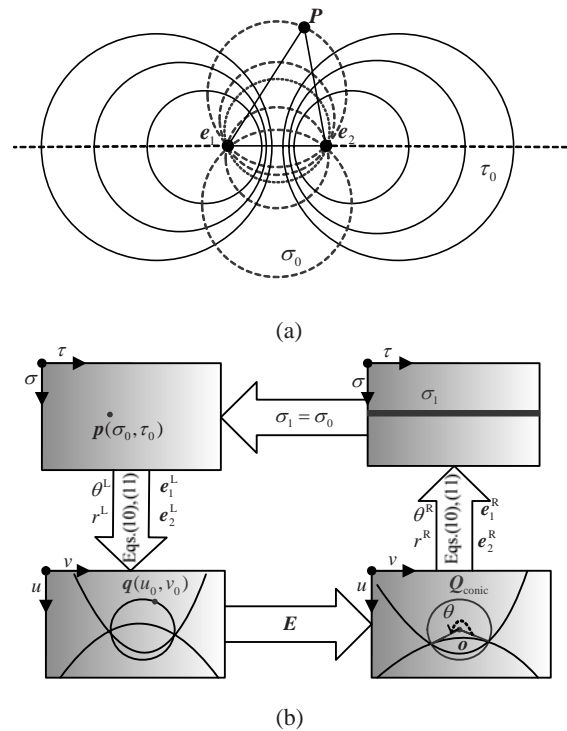 P
e₁ e₂
τ₀
σ₀
(a)
τ τ
σ σ
σ₁
p(σ₀, τ₀)
σ₁ = σ₀
θᴸ Eqs.(10),(11) e₁ᴸ
rᴸ e₂ᴸ
θᴿ Eqs.(10),(11) e₁ᴿ
rᴿ e₂ᴿ
v v
u u
q(u₀, v₀)
E
Q_conic
θ
o
(b)